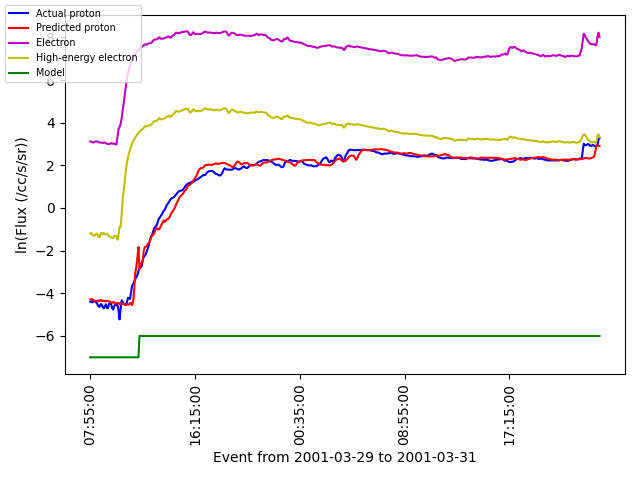 Actual proton
Predicted proton
Electron
High-energy electron
Model
8
6
4
2
0
−2
−4
−6
ln(Flux (/cc/s/sr))
07:55:00
16:15:00
00:35:00
08:55:00
17:15:00
Event from 2001-03-29 to 2001-03-31